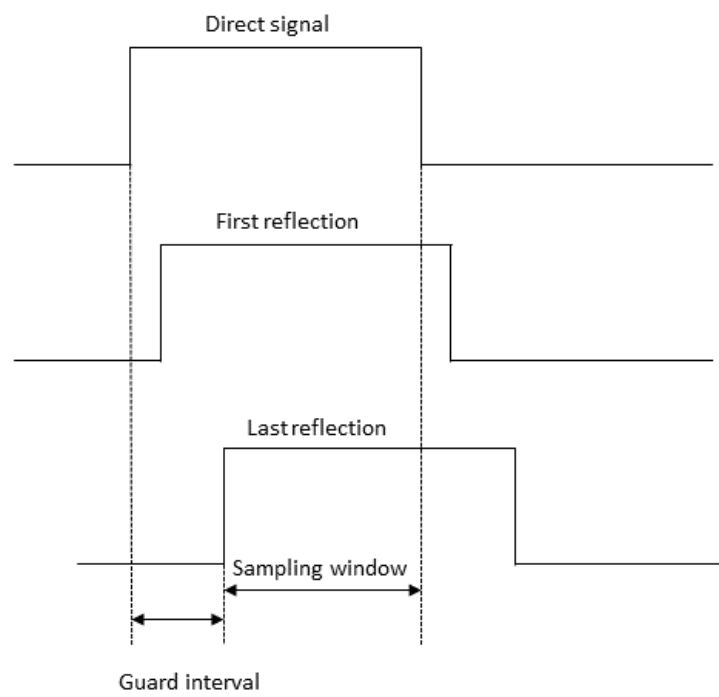 Direct signal
First reflection
Last reflection
Sampling window
Guard interval